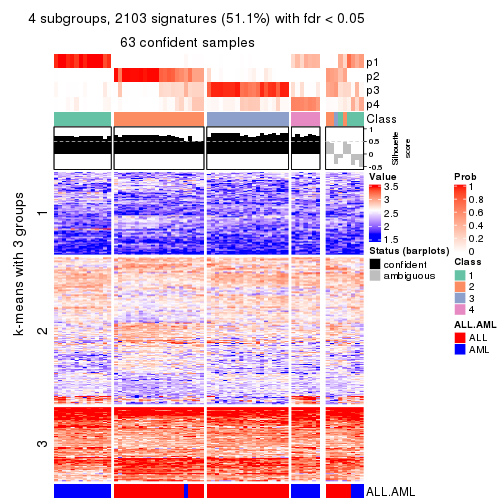 4 subgroups, 2103 signatures (51.1%) with fdr < 0.05
63 confident samples
p1
p2
p3
p4
Class
1
0.5
0
-0.5
Silhouette
score
k-means with 3 groups
1
2
3
ALL.AML
Value
3.5
3
2.5
2
1.5
Status (barplots)
confident
ambiguous
Prob
1
0.8
0.6
0.4
0.2
0
Class
1
2
3
4
ALL.AML
ALL
AML